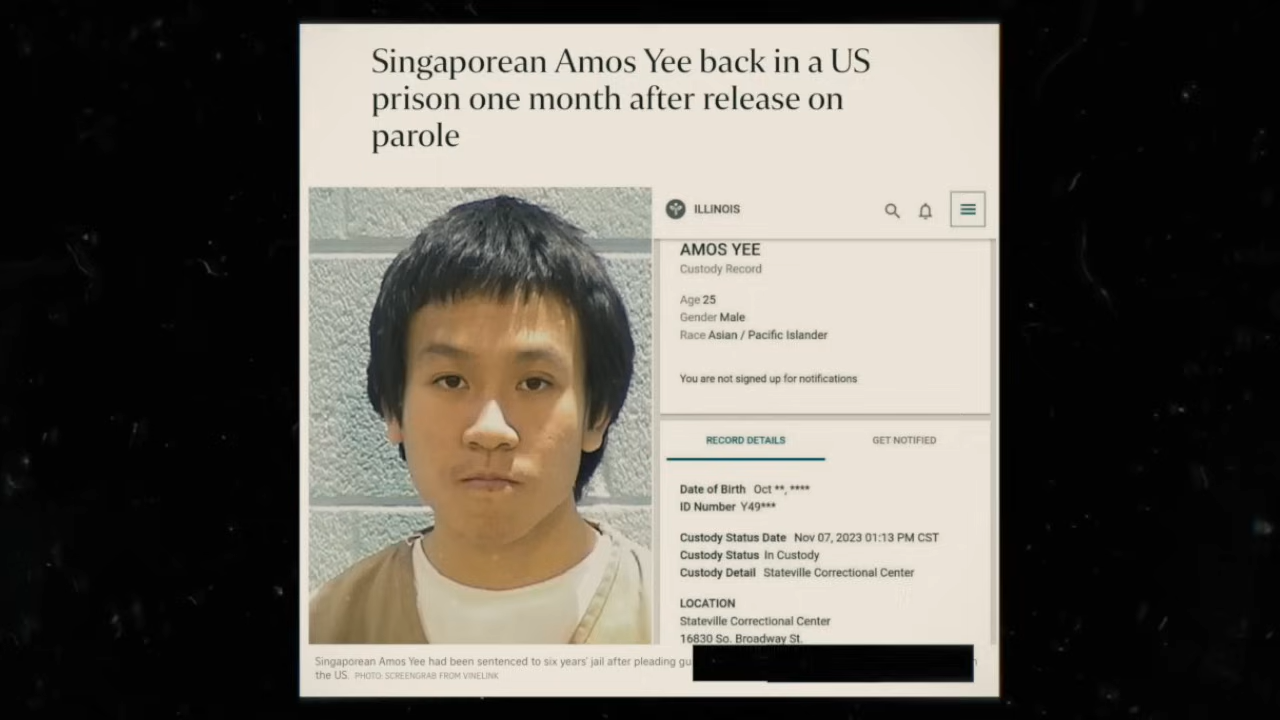 Singaporean Amos Yee back in a US
prison one month after release on
parole
ILLINOIS
AMOS YEE
Custody Record
Age 25
Gender Male
Race Asian / Pacific Islander
You are not signed up for notifications
RECORD DETAILS GET NOTIFIED
Date of Birth Oct **, ****
ID Number Y49***
Custody Status Date Nov 07, 2023 01:13 PM CST
Custody Status In Custody
Custody Detail Stateville Correctional Center
LOCATION
Stateville Correctional Center
16830 So. Broadway St.
Singaporean Amos Yee had been sentenced to six years' jail after pleading
the US. PHOTO: SCREENGRAB FROM VINELINK